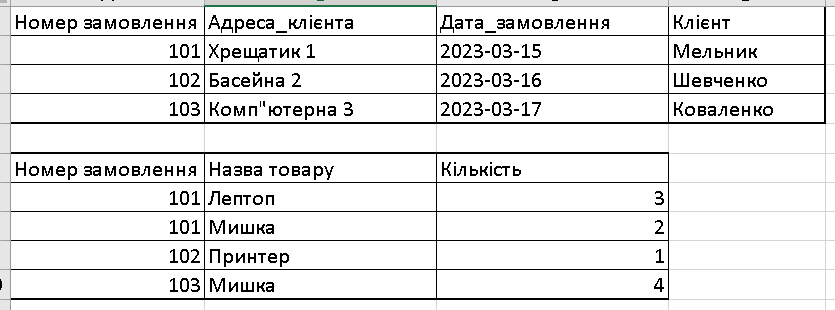 Номер замовлення Адреса_клієнта Дата_замовлення Клієнт
101 Хрещатик 1 2023-03-15 Мельник
102 Басейна 2 2023-03-16 Шевченко
103 Комп"ютерна 3 2023-03-17 Коваленко
Номер замовлення Назва товару Кількість
101 Лептоп 3
101 Мишка 2
102 Принтер 1
103 Мишка 4